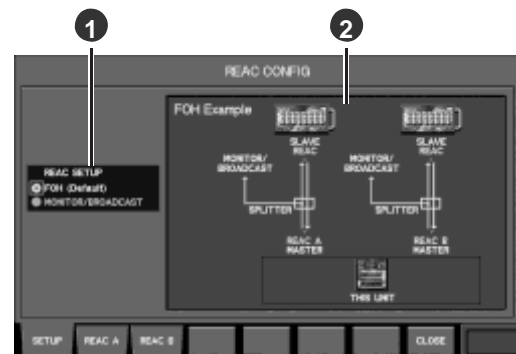 1
2
REAC CONFIG
FOH Example
SLAVE
REAC
SLAVE
REAC
MONITOR/
BROADCAST
MONITOR/
BROADCAST
REAC SETUP
FOH (Default)
MONITOR/BROADCAST
SPLITTER
SPLITTER
REAC A
MASTER
REAC B
MASTER
THIS UNIT
SETUP
REAC A
REAC B
CLOSE